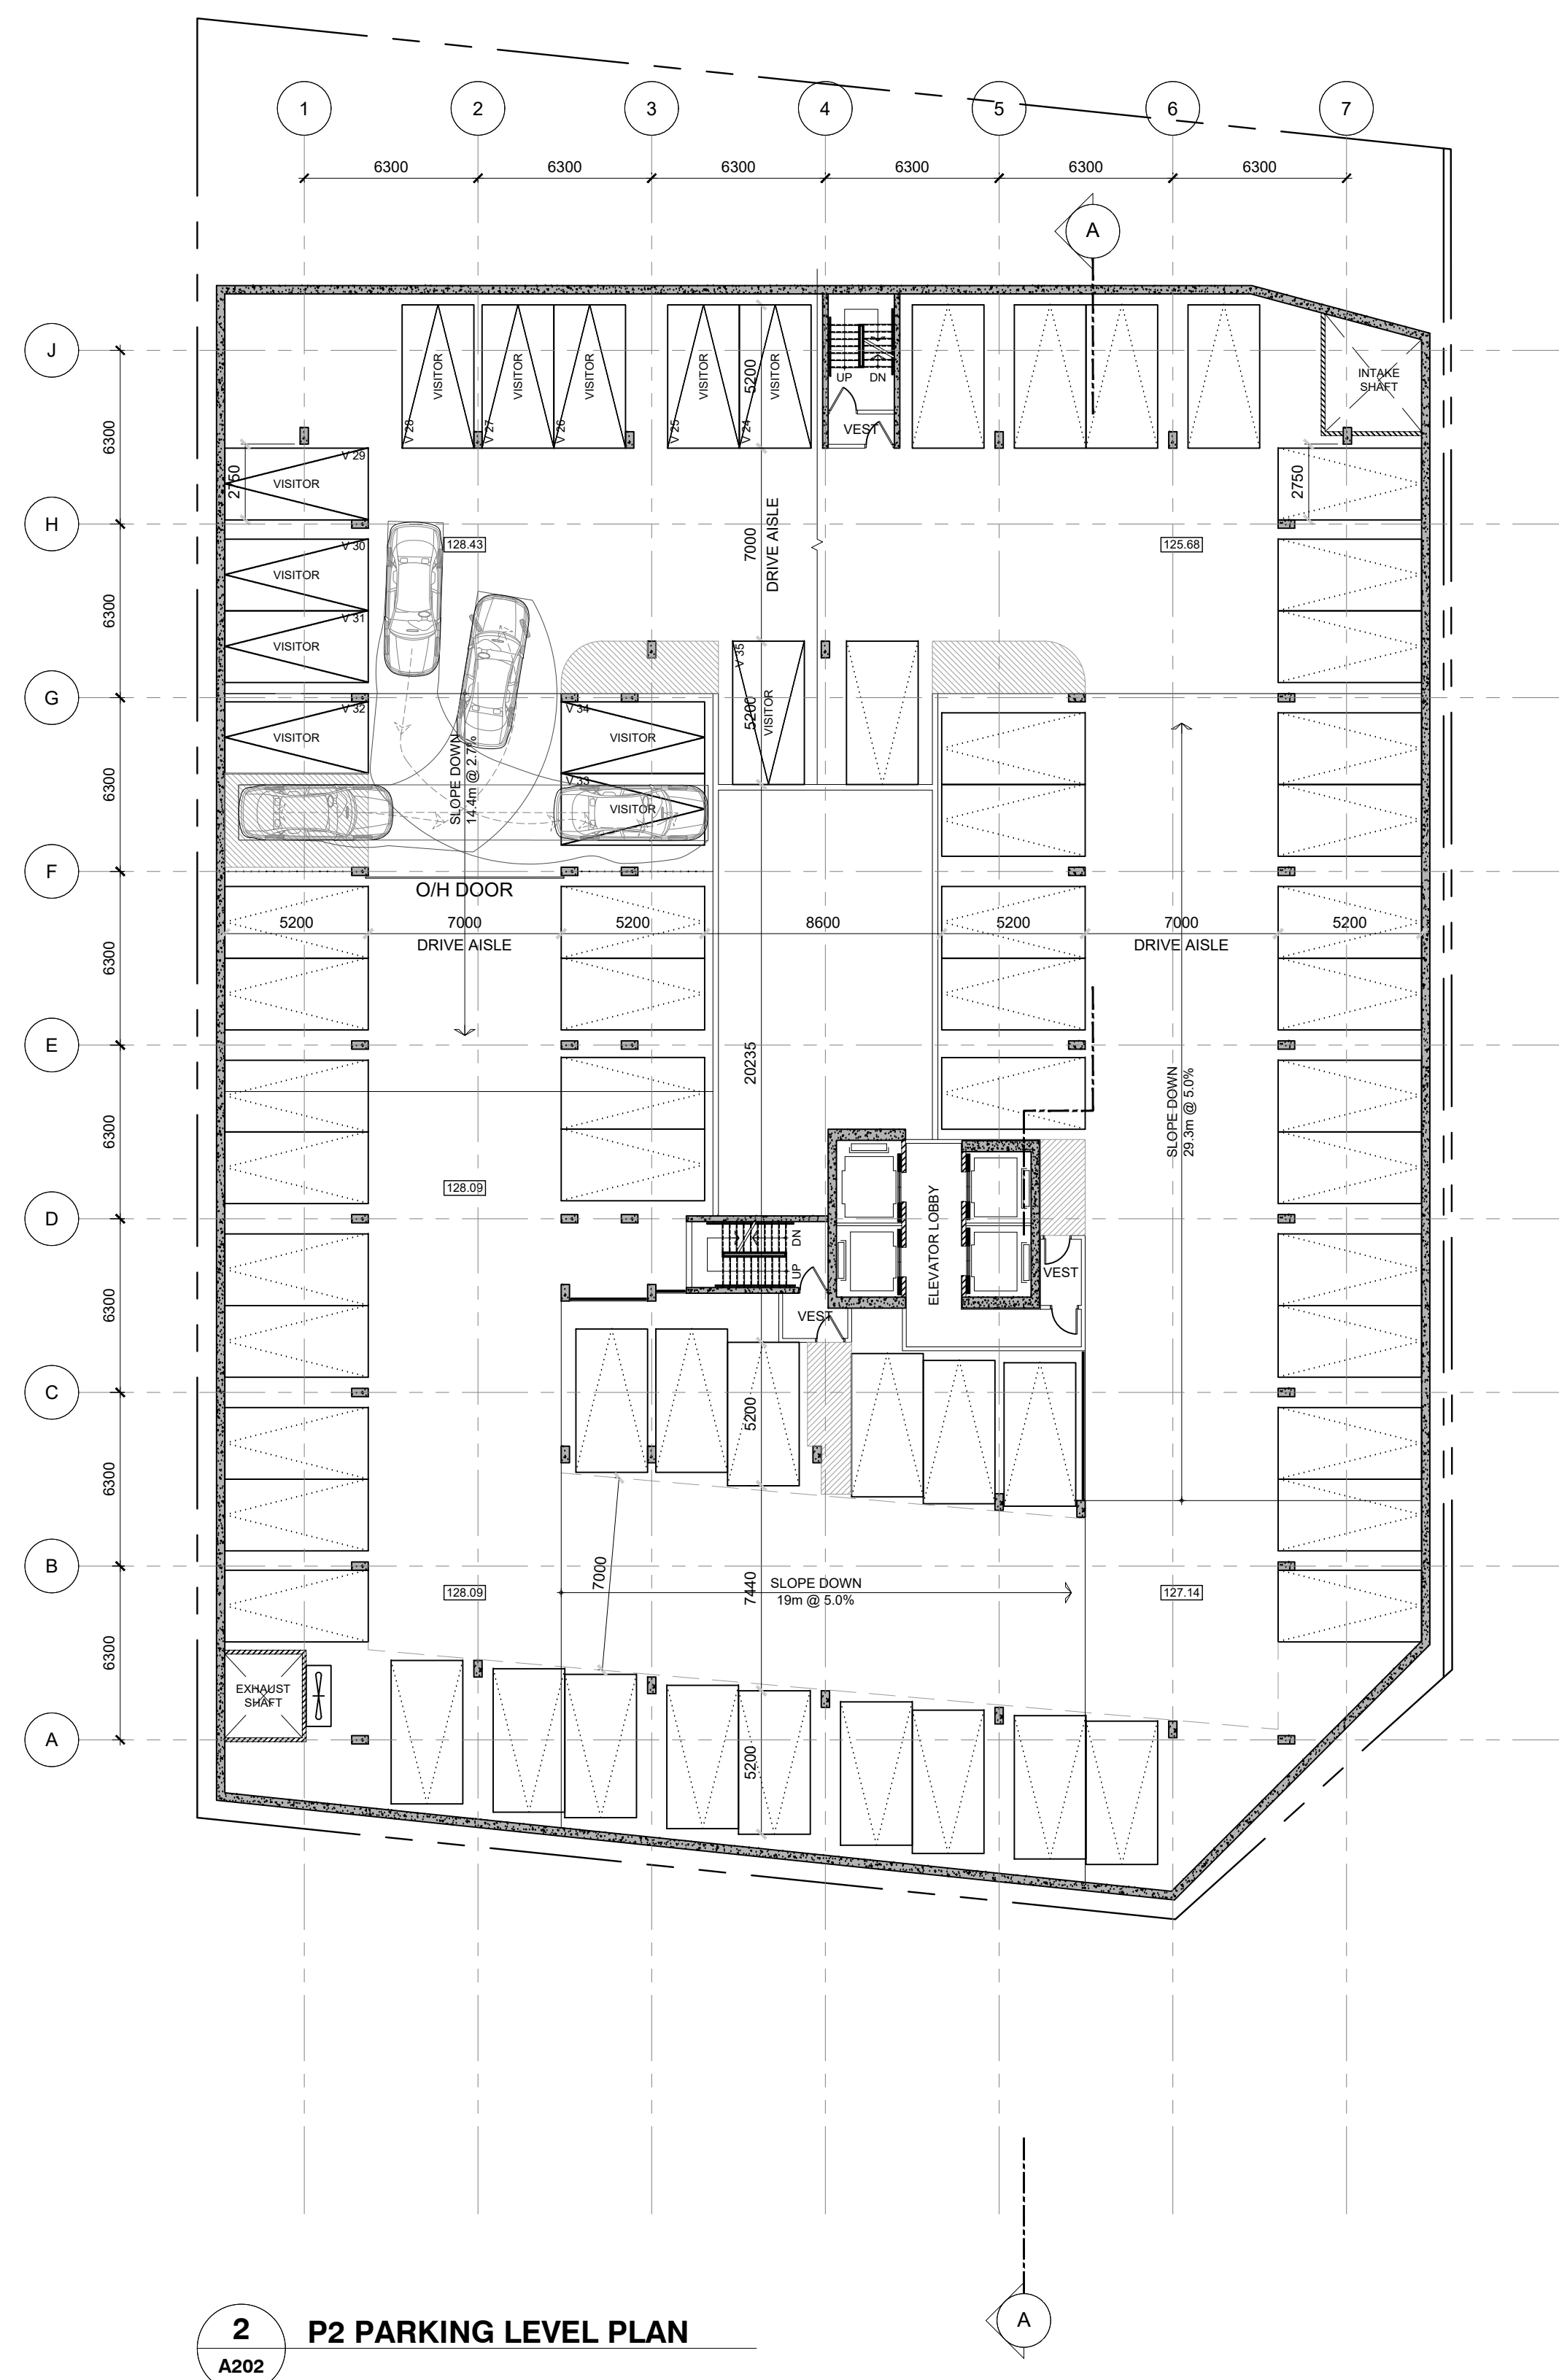 1
2
3
4
5
6
7
6300
6300
6300
6300
6300
6300
A
J
UP
DN
VEST
INTAKE
SHAFT
VISITOR
VISITOR
VISITOR
VISITOR
VISITOR
5200
V 28
V 27
V 26
V 25
V 24
6300
V 29
VISITOR
2750
2750
H
128.43
7000
DRIVE AISLE
125.68
V 30
VISITOR
6300
V 31
VISITOR
V 35
VISITOR
5200
G
V 32
VISITOR
V 34
VISITOR
6300
SLOPE DOWN
14.4m @ 2.7%
V 33
VISITOR
F
O/H DOOR
5200
7000
5200
8600
5200
7000
5200
DRIVE AISLE
DRIVE AISLE
6300
E
20235
6300
SLOPE DOWN
29.3m @ 5.0%
128.09
D
DN
UP
ELEVATOR LOBBY
VEST
VEST
6300
C
5200
6300
B
7000
7440
SLOPE DOWN
19m @ 5.0%
128.09
127.14
6300
EXHAUST
SHAFT
A
5200
A
2
A202
P2 PARKING LEVEL PLAN